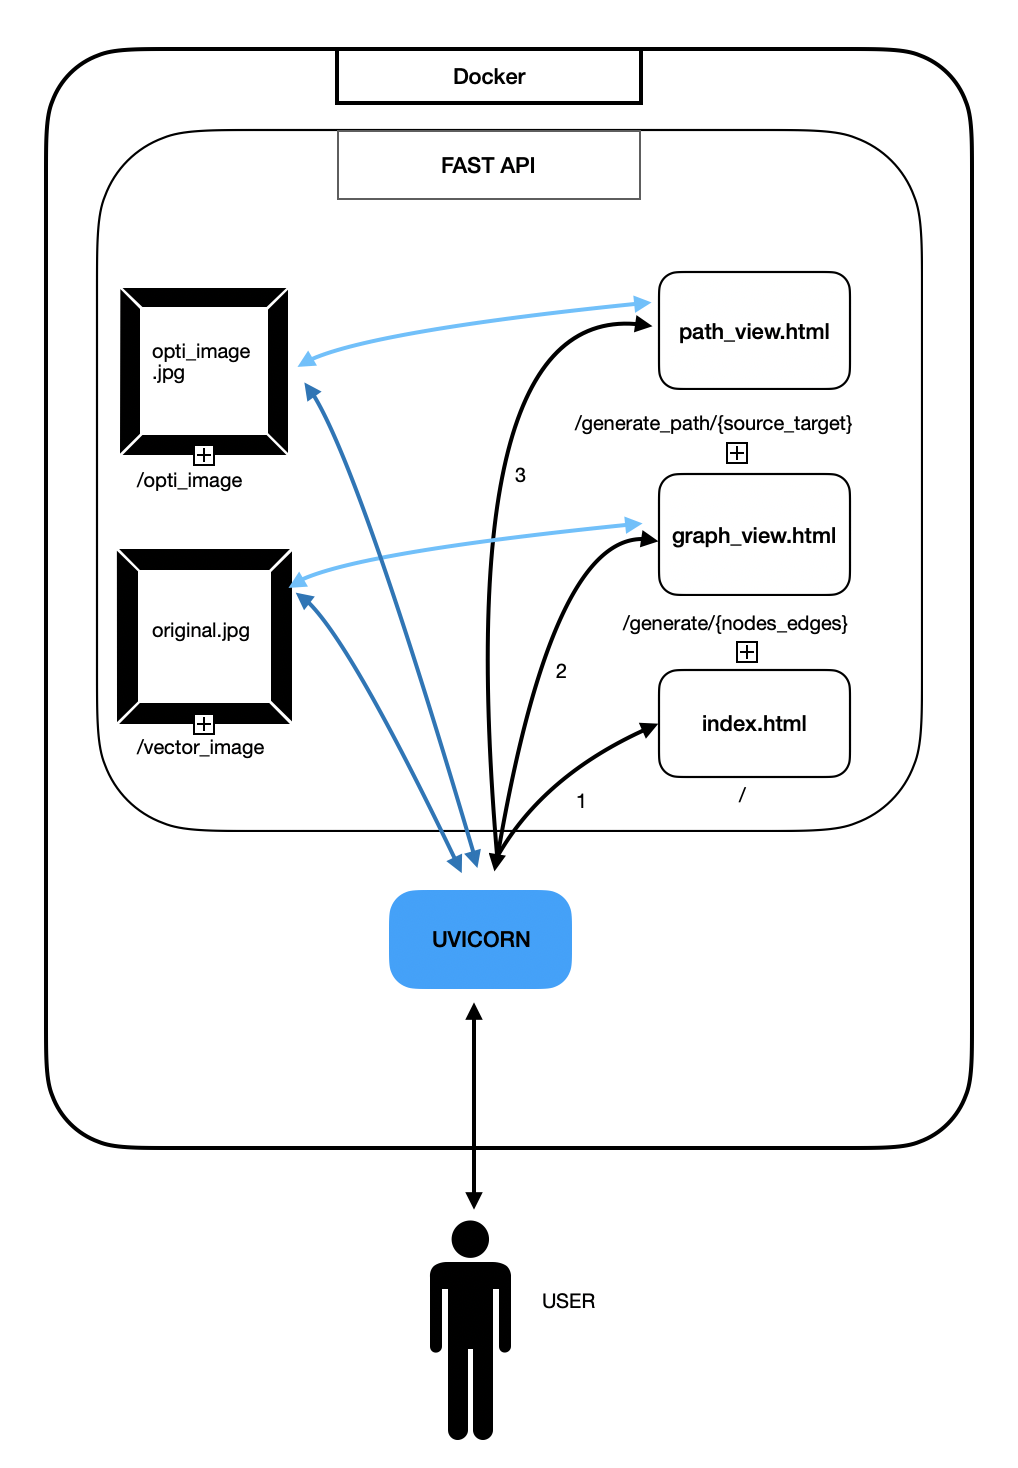 Docker
FAST API
opti_image
.jpg
path_view.html
/generate_path/{source_target}
3
/opti_image
graph_view.html
original.jpg
/generate/{nodes_edges}
2
index.html
/vector_image
1
/
UVICORN
USER